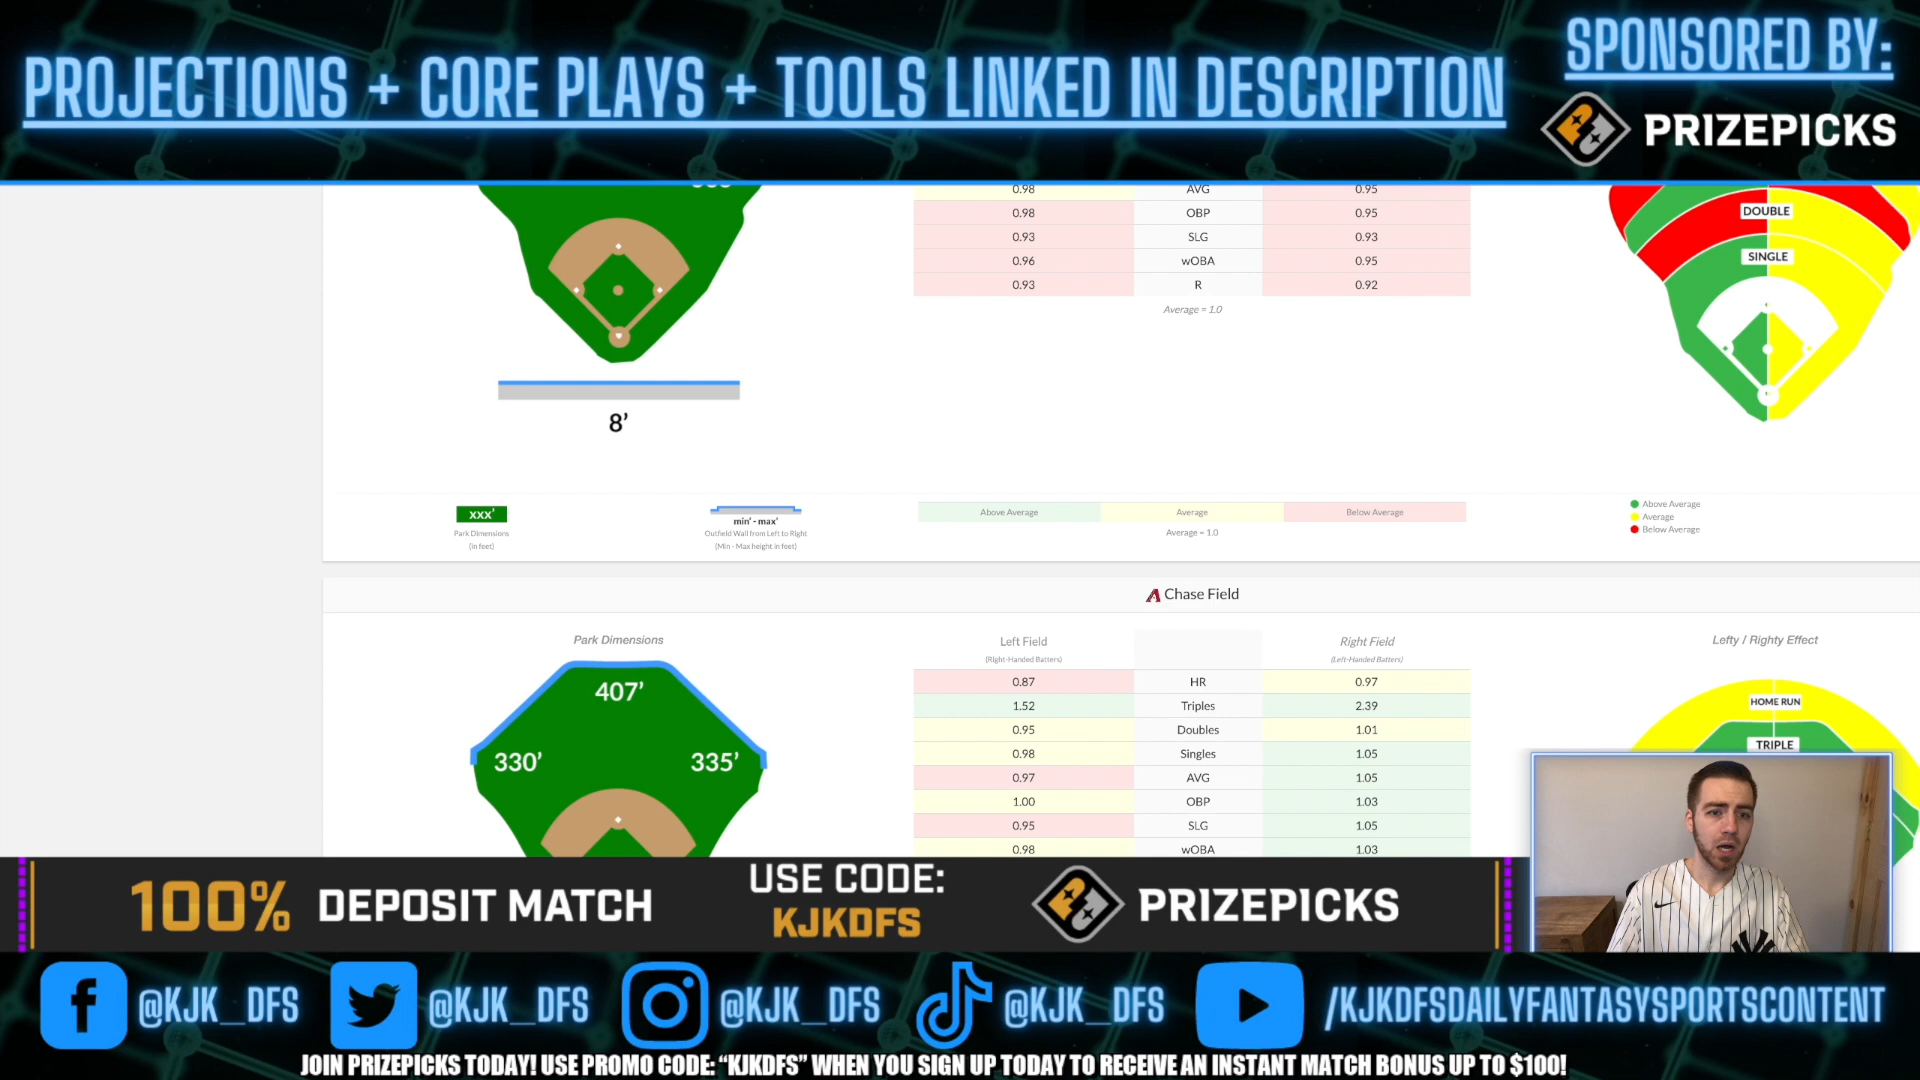 PROJECTIONS + CORE PLAYS + TOOLS LINKED IN DESCRIPTION
SPONSORED BY:
PRIZEPICKS
0.98 AVG 0.95
0.98 OBP 0.95
0.93 SLG 0.93
0.96 wOBA 0.95
0.93 R 0.92
Average = 1.0
8’
DOUBLE
SINGLE
xxx’
Park Dimensions
(in feet)
min’ - max’
Outfield Wall from Left to Right
(Min - Max height in feet)
Above Average Average Below Average
Average = 1.0
Above Average
Average
Below Average
Chase Field
Park Dimensions
407’
330’ 335’
Left Field Right Field
(Right-Handed Batters) (Left-Handed Batters)
0.87 HR 0.97
1.52 Triples 2.39
0.95 Doubles 1.01
0.98 Singles 1.05
0.97 AVG 1.05
1.00 OBP 1.03
0.95 SLG 1.05
0.98 wOBA 1.03
Lefty / Righty Effect
HOME RUN
TRIPLE
100% DEPOSIT MATCH
USE CODE:
KJKDFS
PRIZEPICKS
@KJK_DFS @KJK_DFS @KJK_DFS @KJK_DFS /KJKDFSDAILYFANTASYSPORTSCONTENT
JOIN PRIZEPICKS TODAY! USE PROMO CODE: “KJKDFS” WHEN YOU SIGN UP TODAY TO RECEIVE AN INSTANT MATCH BONUS UP TO $100!